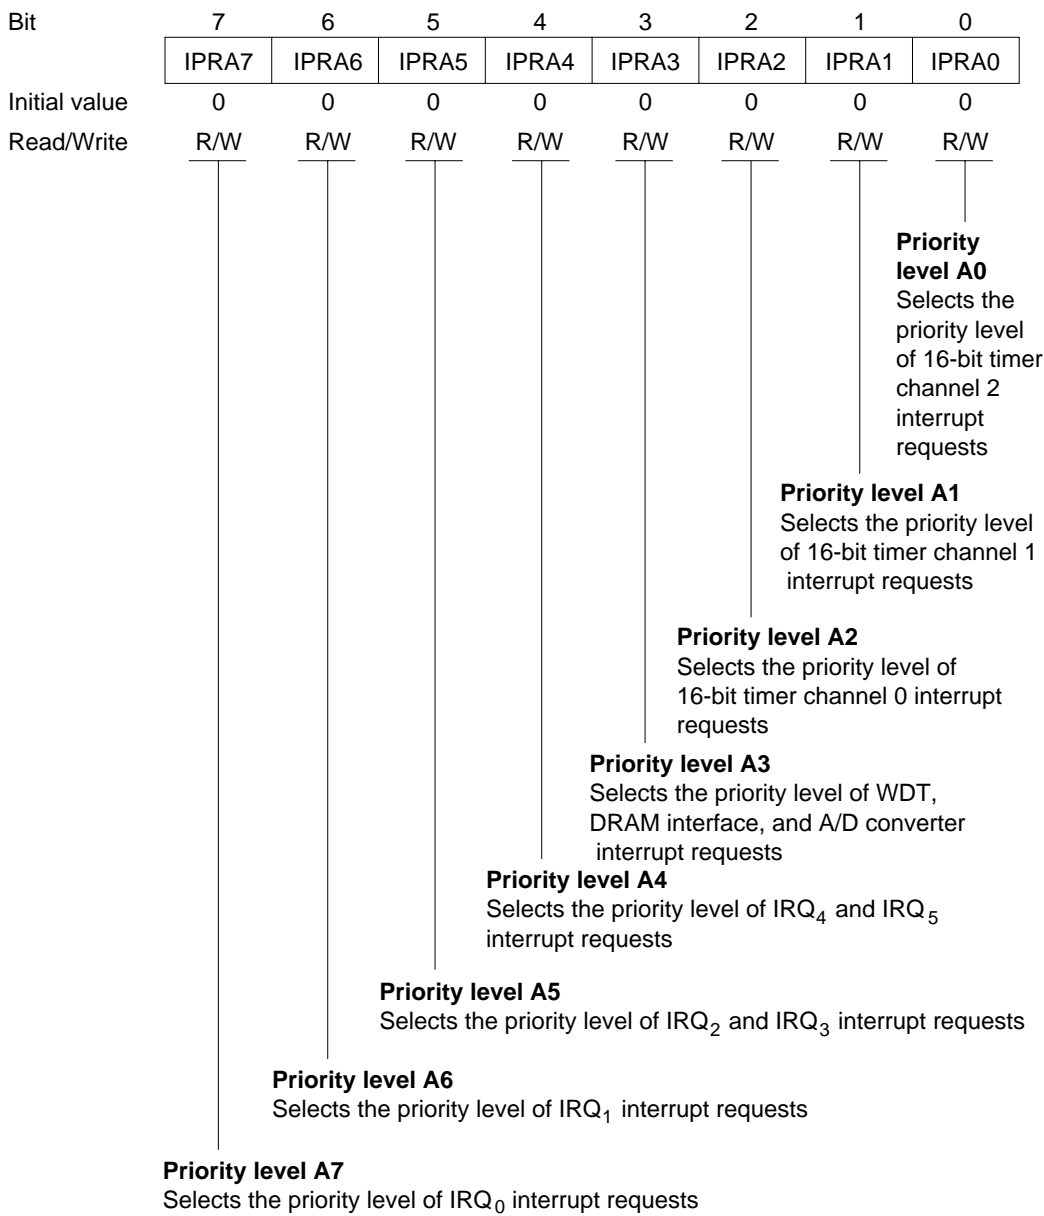 Bit 7 6 5 4 3 2 1 0
IPRA7 IPRA6 IPRA5 IPRA4 IPRA3 IPRA2 IPRA1 IPRA0
Initial value 0 0 0 0 0 0 0 0
Read/Write R/W R/W R/W R/W R/W R/W R/W R/W
Priority
level A0
Selects the
priority level
of 16-bit timer
channel 2
interrupt
requests
Priority level A1
Selects the priority level
of 16-bit timer channel 1
interrupt requests
Priority level A2
Selects the priority level of
16-bit timer channel 0 interrupt
requests
Priority level A3
Selects the priority level of WDT,
DRAM interface, and A/D converter
interrupt requests
Priority level A4
Selects the priority level of IRQ4 and IRQ5
interrupt requests
Priority level A5
Selects the priority level of IRQ2 and IRQ3 interrupt requests
Priority level A6
Selects the priority level of IRQ1 interrupt requests
Priority level A7
Selects the priority level of IRQ0 interrupt requests